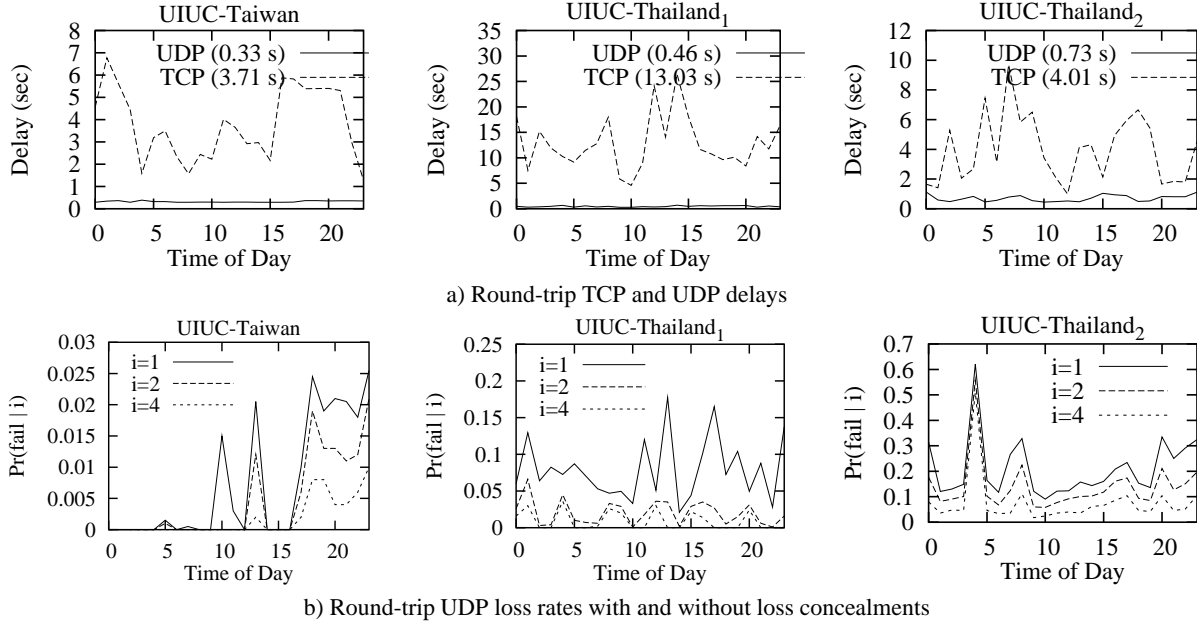 UIUC-Taiwan
UDP (0.33 s)
TCP (3.71 s)
Delay (sec)
8
7
6
5
4
3
2
1
0
0 5 10 15 20
Time of Day
UIUC-Thailand1
UDP (0.46 s)
TCP (13.03 s)
Delay (sec)
35
30
25
20
15
10
5
0
0 5 10 15 20
Time of Day
UIUC-Thailand2
UDP (0.73 s)
TCP (4.01 s)
Delay (sec)
12
10
8
6
4
2
0
0 5 10 15 20
Time of Day
a) Round-trip TCP and UDP delays
UIUC-Taiwan
i=1
i=2
i=4
Pr(fail | i)
0.03
0.025
0.02
0.015
0.01
0.005
0
0 5 10 15 20
Time of Day
UIUC-Thailand1
i=1
i=2
i=4
Pr(fail | i)
0.25
0.2
0.15
0.1
0.05
0
0 5 10 15 20
Time of Day
UIUC-Thailand2
i=1
i=2
i=4
Pr(fail | i)
0.7
0.6
0.5
0.4
0.3
0.2
0.1
0
0 5 10 15 20
Time of Day
b) Round-trip UDP loss rates with and without loss concealments